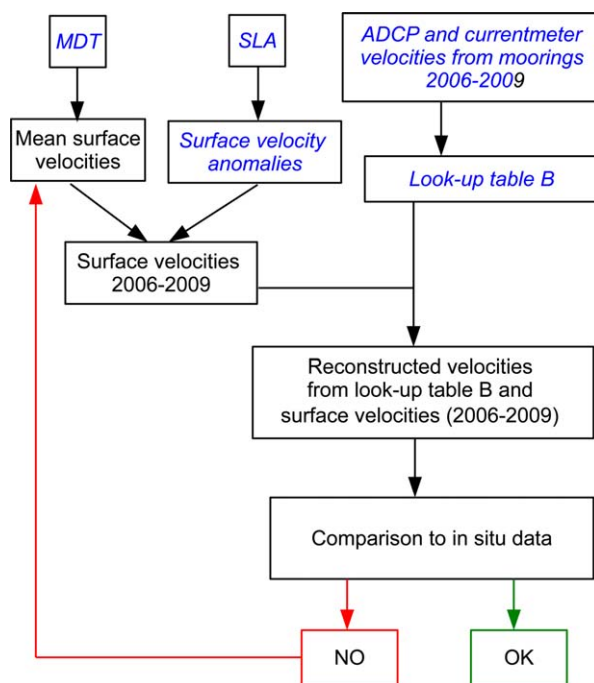 MDT
SLA
ADCP and currentmeter
velocities from moorings
2006-2009
Mean surface
velocities
Surface velocity
anomalies
Look-up table B
Surface velocities
2006-2009
Reconstructed velocities
from look-up table B and
surface velocities (2006-2009)
Comparison to in situ data
NO
OK